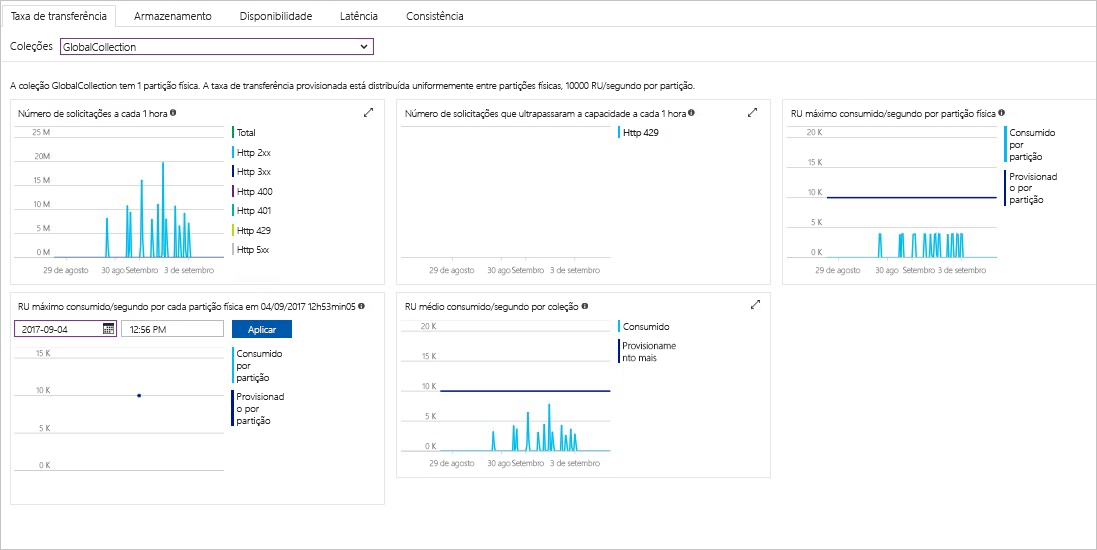 Taxa de transferência Armazenamento Disponibilidade Latência Consistência
Coleções GlobalCollection
A coleção GlobalCollection tem 1 partição física. A taxa de transferência provisionada está distribuída uniformemente entre partições físicas, 10000 RU/segundo por partição.
Número de solicitações a cada 1 hora
25 M
20M
15 M
10 M
5 M
0 M
29 de agosto 30 ago Setembro 3 de setembro
Total
Http 2xx
Http 3xx
Http 400
Http 401
Http 429
Http 5xx
Número de solicitações que ultrapassaram a capacidade a cada 1 hora
Http 429
29 de agosto 30 ago Setembro 3 de setembro
RU máximo consumido/segundo por partição física
20 K
15 K
10 K
5 K
0 K
29 de agosto 30 ago Setembro 3 de setembro
Consumido
por
partição
Provisionad
o por
partição
RU máximo consumido/segundo por cada partição física em 04/09/2017 12h53min05
2017-09-04 12:56 PM Aplicar
15 K
10 K
5 K
0 K
Consumido
por
partição
Provisionad
o por
partição
RU médio consumido/segundo por coleção
20 K
15 K
10 K
5 K
0 K
29 de agosto 30 ago Setembro 3 de setembro
Consumido
Provisioname
nto mais